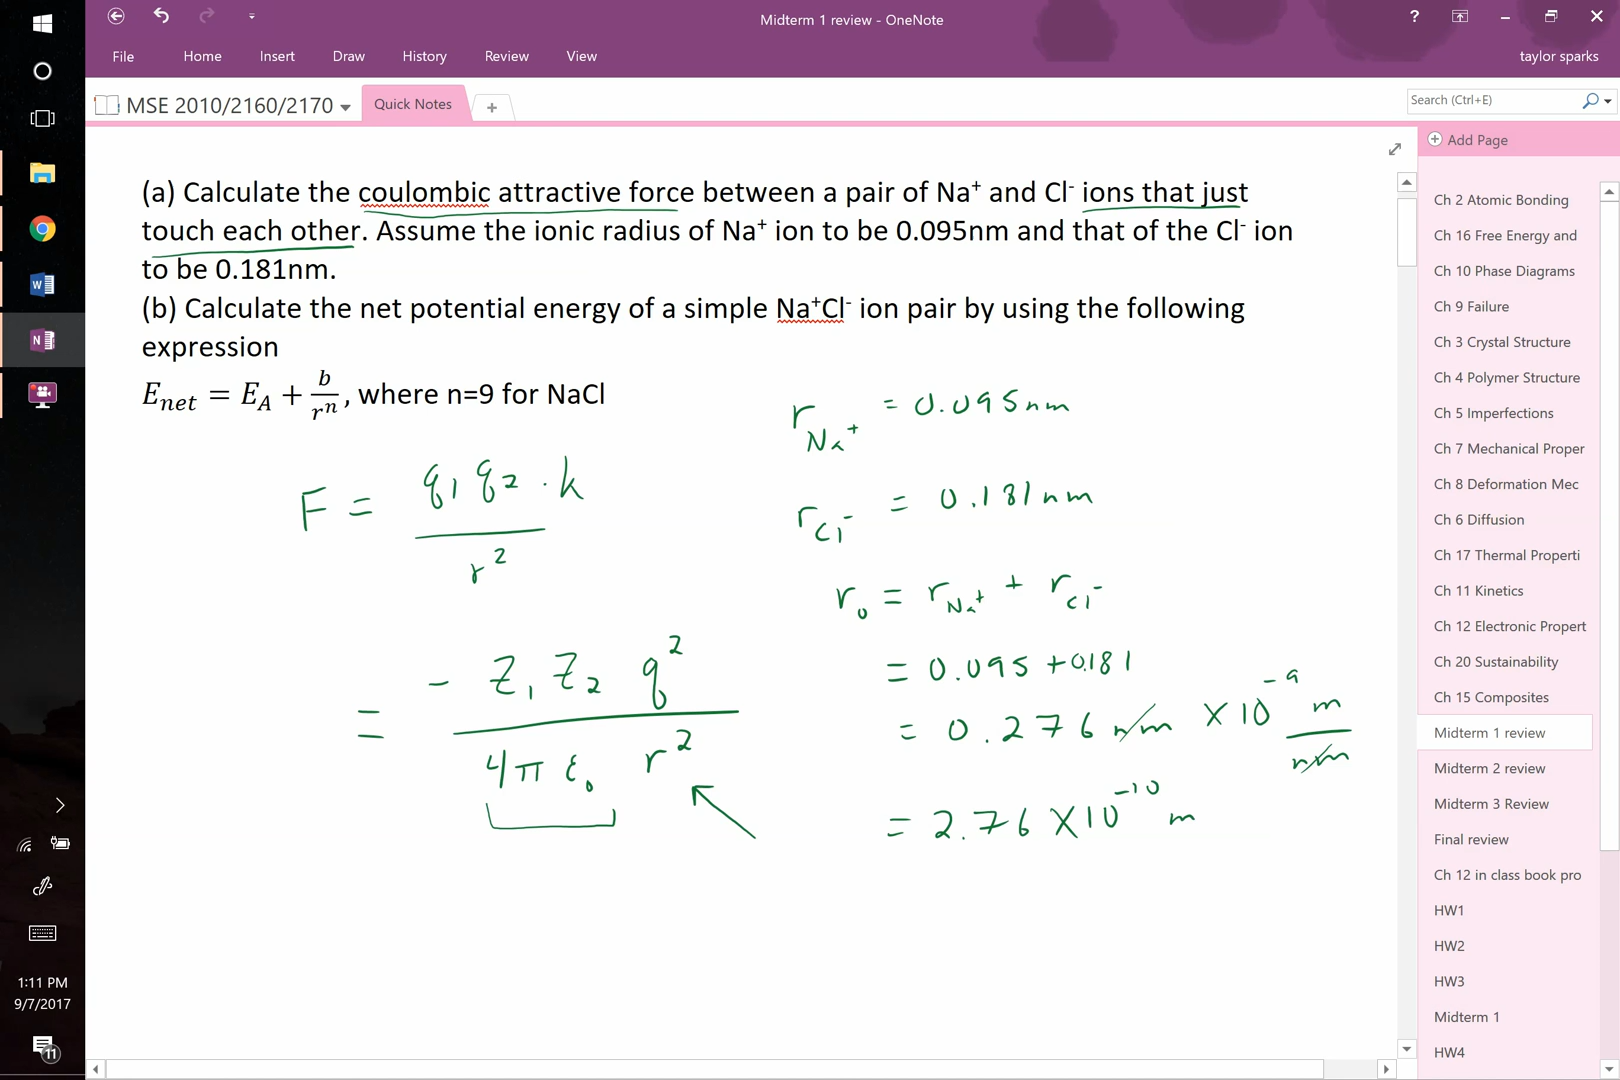 Midterm 1 review - OneNote
?
File Home Insert Draw History Review View
taylor sparks
MSE 2010/2160/2170
Quick Notes
+
Search (Ctrl+E)
Add Page
(a) Calculate the coulombic attractive force between a pair of Na⁺ and Cl⁻ ions that just
touch each other. Assume the ionic radius of Na⁺ ion to be 0.095nm and that of the Cl⁻ ion
to be 0.181nm.
(b) Calculate the net potential energy of a simple Na⁺Cl⁻ ion pair by using the following
expression
E_net = E_A + b/rⁿ, where n=9 for NaCl
F = q₁q₂ · k / r²
= - Z₁ Z₂ q² / 4π ε₀ r²
r_Na⁺ = 0.095nm
r_Cl⁻ = 0.181nm
r₀ = r_Na⁺ + r_Cl⁻
= 0.095 + 0.181
= 0.276 nm × 10⁻⁹ m/nm
= 2.76 × 10⁻¹⁰ m
Ch 2 Atomic Bonding
Ch 16 Free Energy and
Ch 10 Phase Diagrams
Ch 9 Failure
Ch 3 Crystal Structure
Ch 4 Polymer Structure
Ch 5 Imperfections
Ch 7 Mechanical Proper
Ch 8 Deformation Mec
Ch 6 Diffusion
Ch 17 Thermal Properti
Ch 11 Kinetics
Ch 12 Electronic Propert
Ch 20 Sustainability
Ch 15 Composites
Midterm 1 review
Midterm 2 review
Midterm 3 Review
Final review
Ch 12 in class book pro
HW1
HW2
HW3
Midterm 1
HW4
W
N
1:11 PM
9/7/2017
11